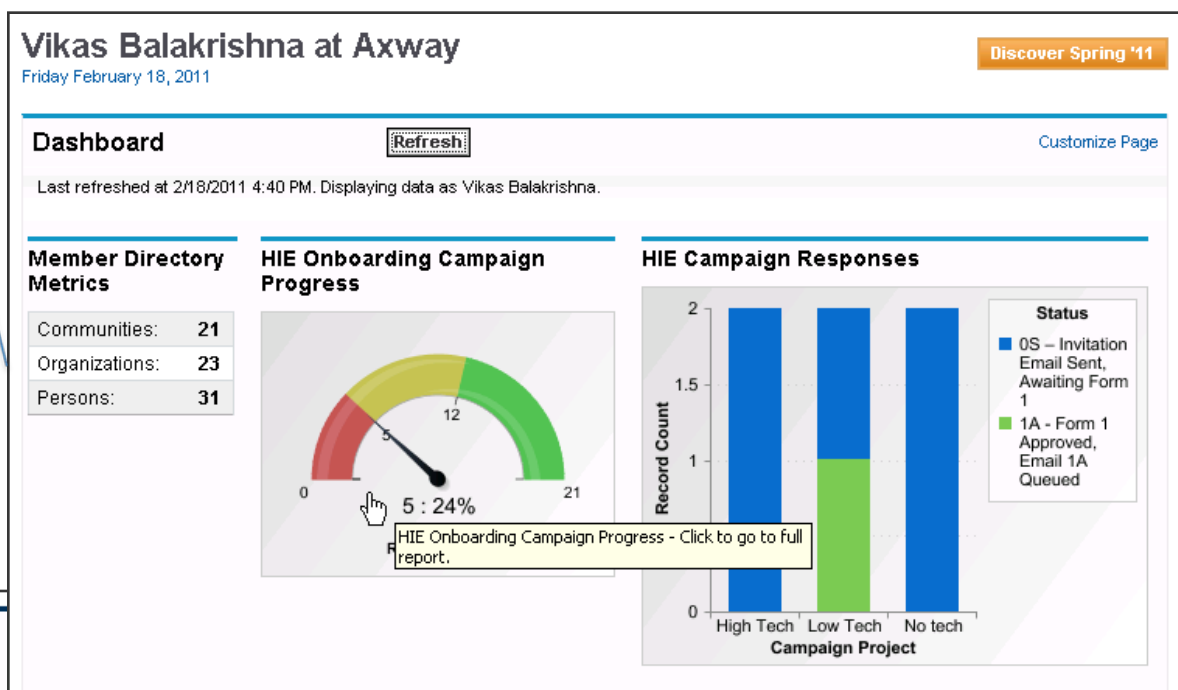 Vikas Balakrishna at Axway
Friday February 18, 2011
Discover Spring '11
Dashboard
Refresh
Customize Page
Last refreshed at 2/18/2011 4:40 PM. Displaying data as Vikas Balakrishna.
Member Directory
Metrics
Communities: 21
Organizations: 23
Persons: 31
HIE Onboarding Campaign
Progress
0
5
12
21
5 : 24%
HIE Onboarding Campaign Progress - Click to go to full
report.
HIE Campaign Responses
Record Count
2
1.5
1
0
High Tech Low Tech No tech
Campaign Project
Status
0S – Invitation
Email Sent,
Awaiting Form
1
1A - Form 1
Approved,
Email 1A
Queued